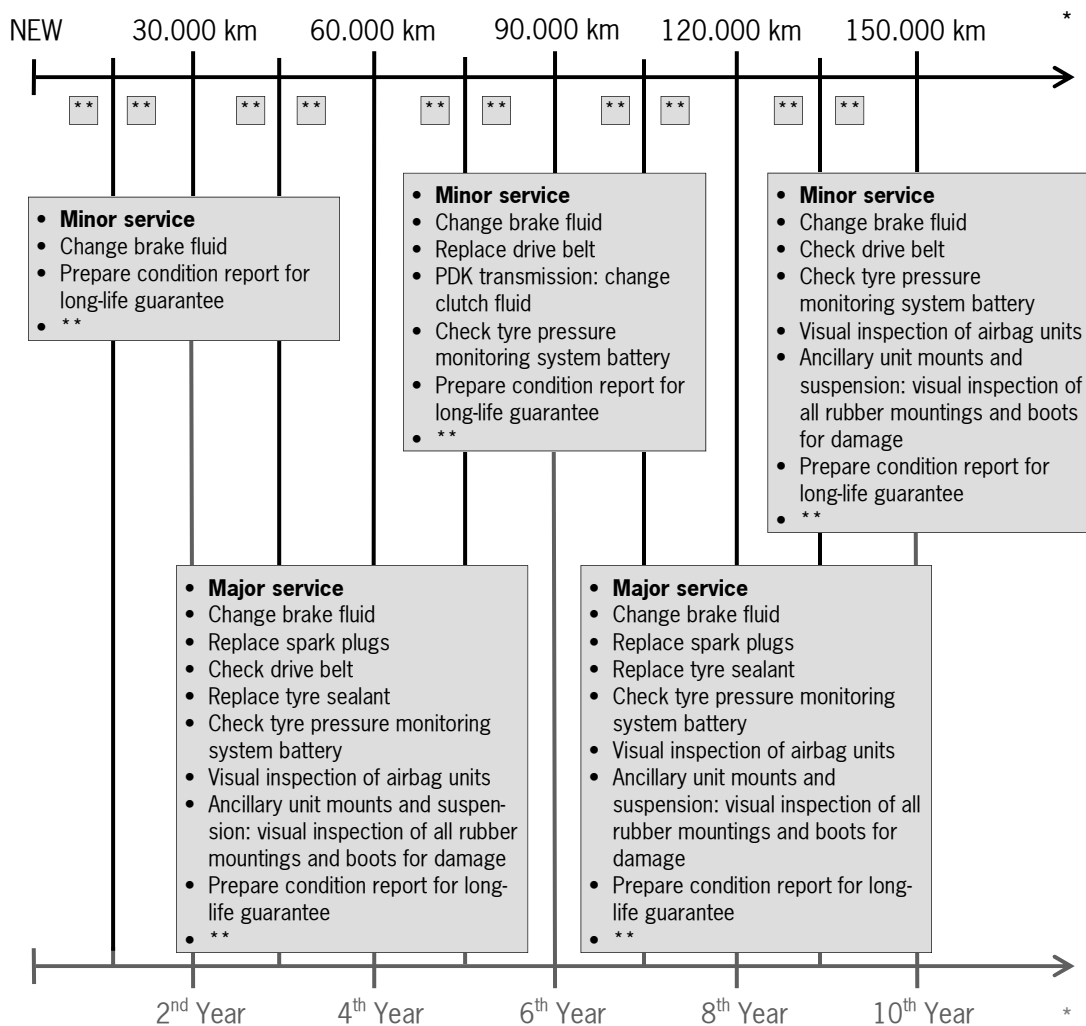 NEW 30.000 km 60.000 km 90.000 km 120.000 km 150.000 km *
** ** ** ** ** ** ** ** ** **
• Minor service
• Change brake fluid
• Prepare condition report for
long-life guarantee
• **
• Minor service
• Change brake fluid
• Replace drive belt
• PDK transmission: change
clutch fluid
• Check tyre pressure
monitoring system battery
• Prepare condition report for
long-life guarantee
• **
• Minor service
• Change brake fluid
• Check drive belt
• Check tyre pressure
monitoring system battery
• Visual inspection of airbag units
• Ancillary unit mounts and
suspension: visual inspection of
all rubber mountings and boots
for damage
• Prepare condition report for
long-life guarantee
• **
• Major service
• Change brake fluid
• Replace spark plugs
• Check drive belt
• Replace tyre sealant
• Check tyre pressure monitoring
system battery
• Visual inspection of airbag units
• Ancillary unit mounts and suspen-
sion: visual inspection of all rubber
mountings and boots for damage
• Prepare condition report for long-
life guarantee
• **
• Major service
• Change brake fluid
• Replace spark plugs
• Replace tyre sealant
• Check tyre pressure monitoring
system battery
• Visual inspection of airbag units
• Ancillary unit mounts and
suspension: visual inspection of all
rubber mountings and boots for
damage
• Prepare condition report for long-
life guarantee
• **
2nd Year 4th Year 6th Year 8th Year 10th Year *